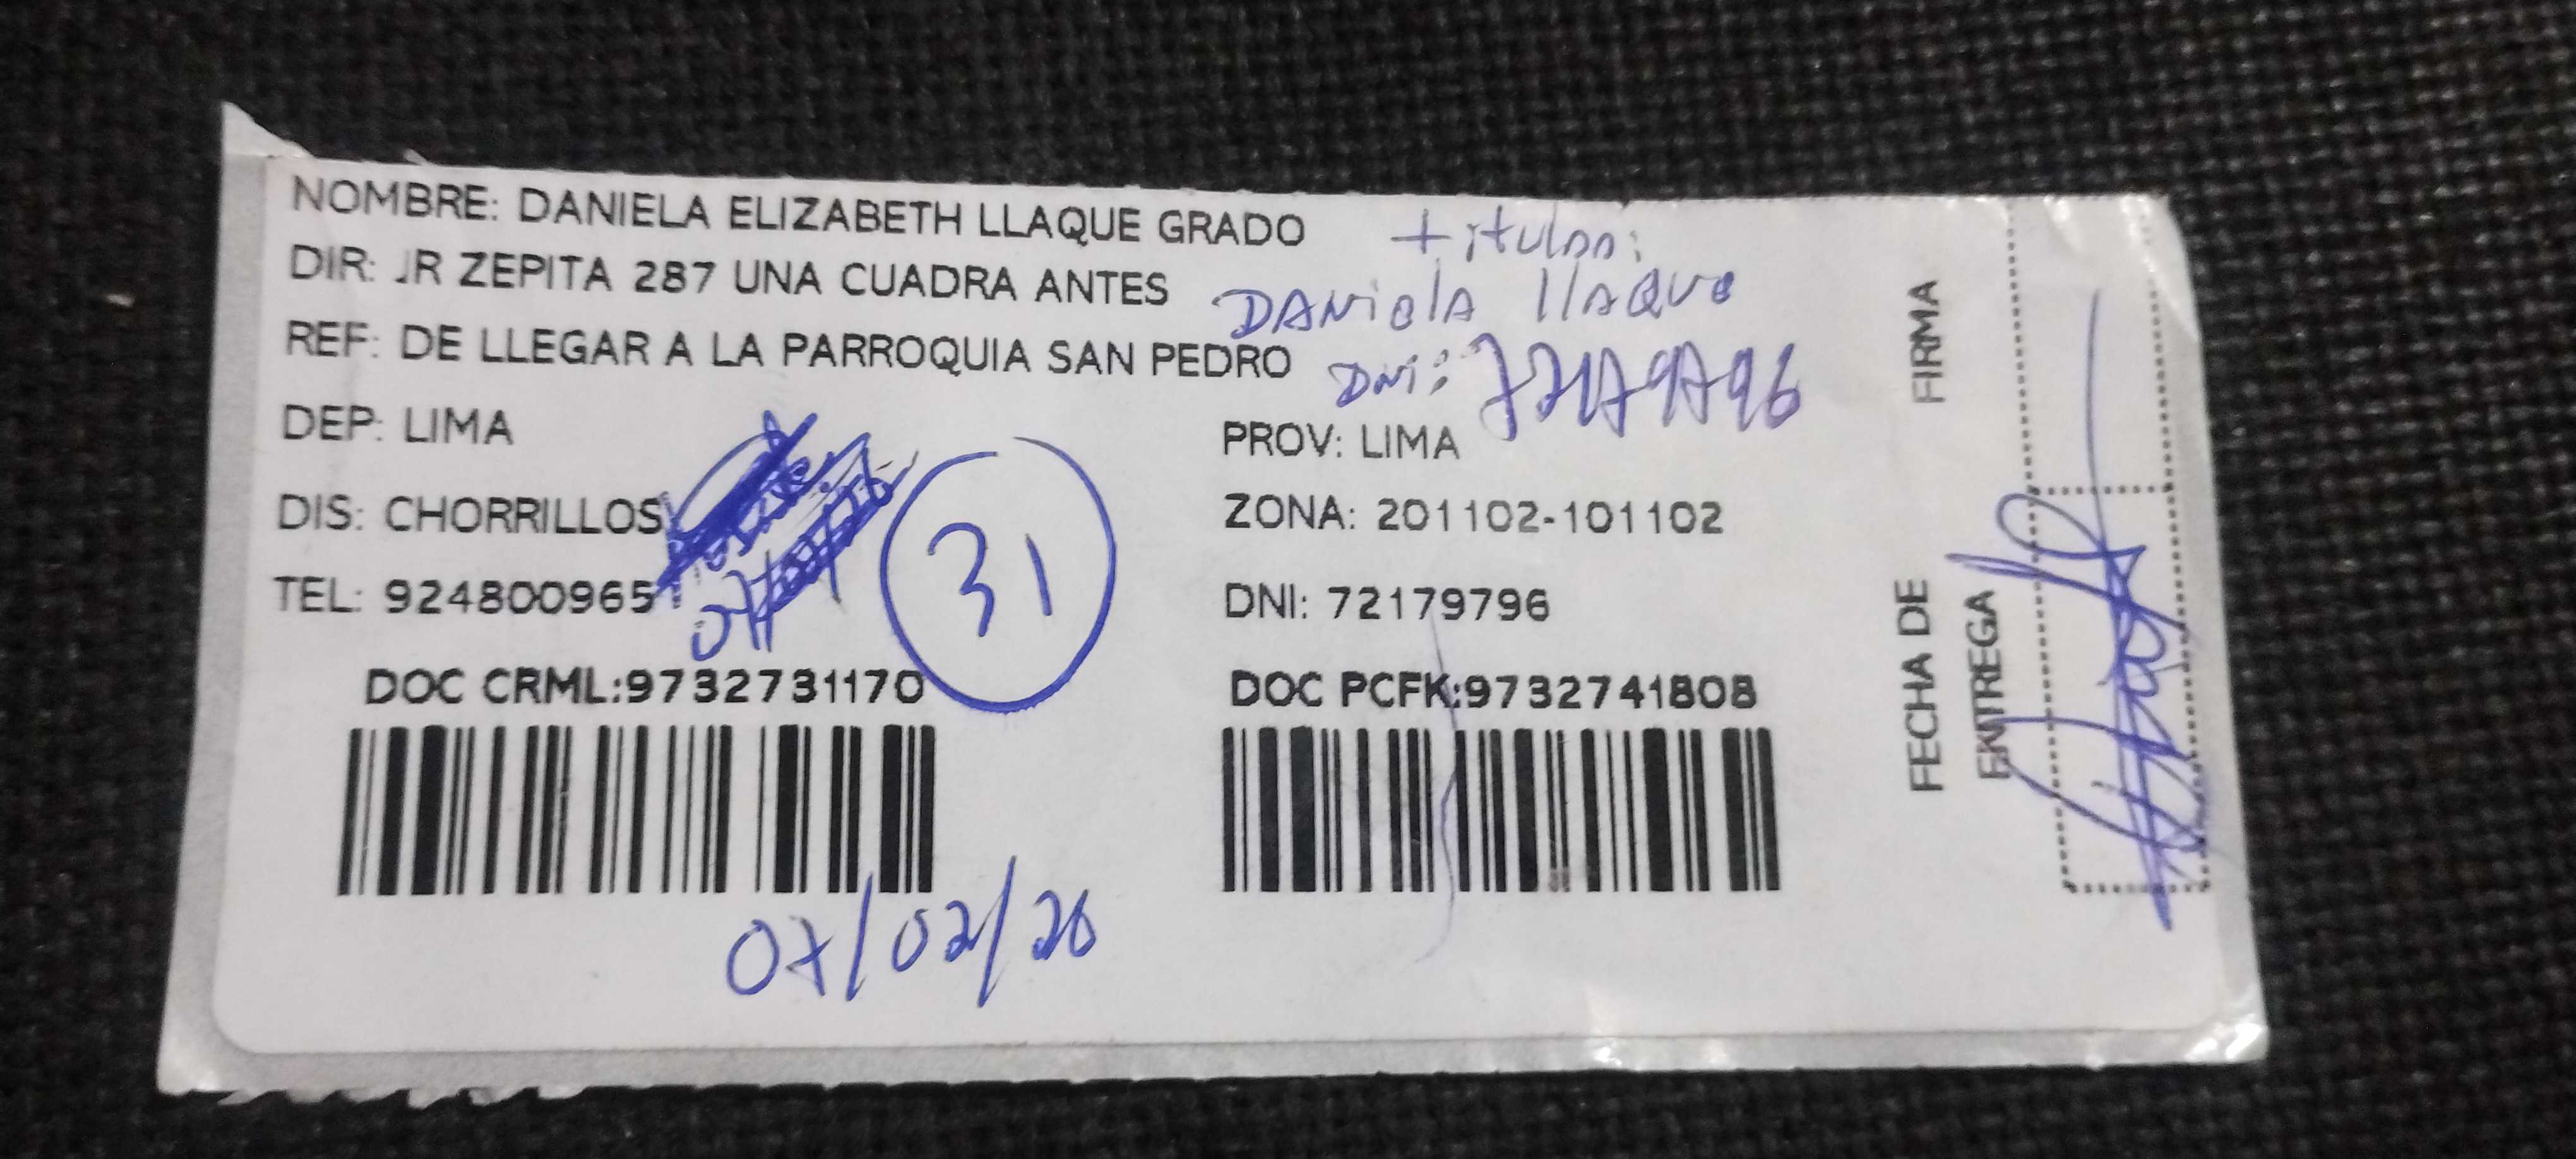 NOMBRE: DANIELA ELIZABETH LLAQUE GRADO
titular:
DIR: JR ZEPITA 287 UNA CUADRA ANTES
DANiela llaque
REF: DE LLEGAR A LA PARROQUIA SAN PEDRO
DNi: 72179796
DEP: LIMA
PROV: LIMA
DIS: CHORRILLOS
31
ZONA: 201102-101102
TEL: 924800965
DNI: 72179796
DOC CRML:9732731170
DOC PCFK:9732741808
07/02/26
FIRMA
FECHA DE
ENTREGA